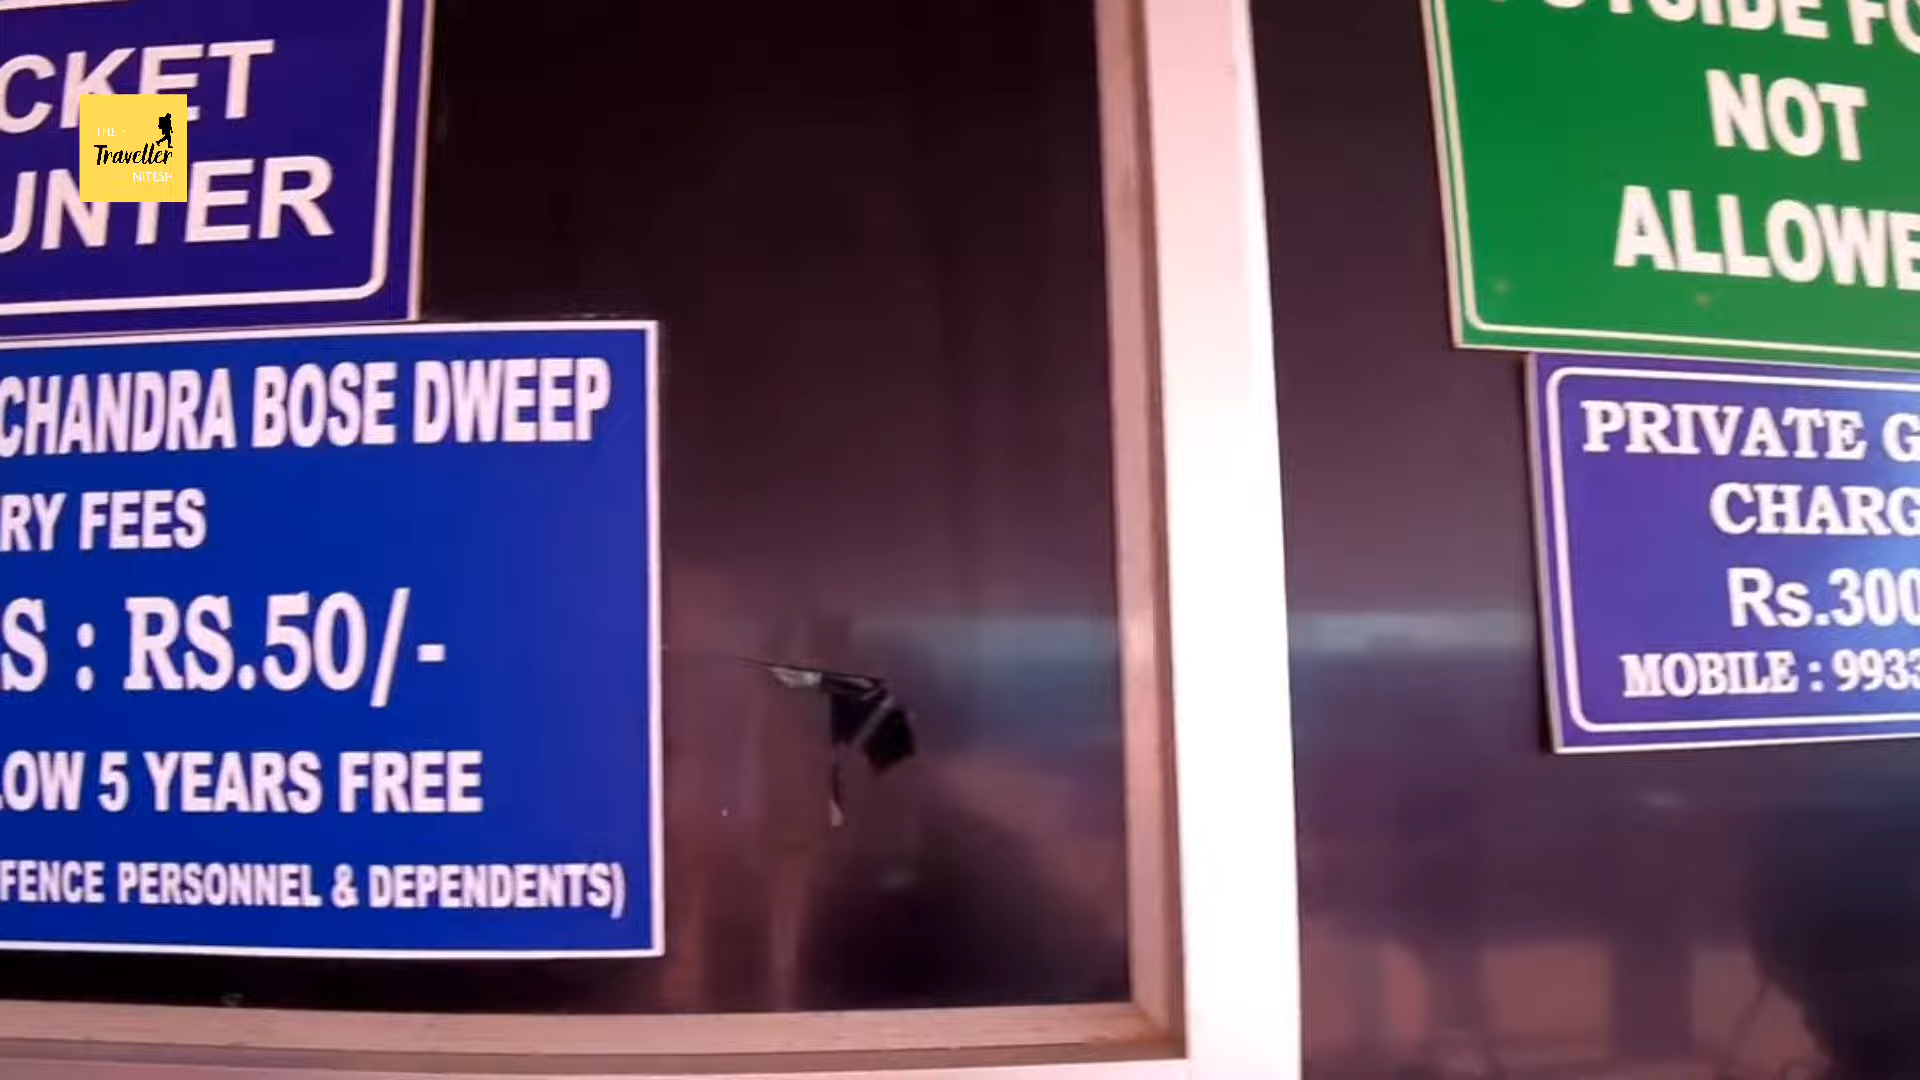 CKET
UNTER
THE
Traveller
NITESH
CHANDRA BOSE DWEEP
RY FEES
S : RS.50/-
LOW 5 YEARS FREE
FENCE PERSONNEL & DEPENDENTS)
UTSIDE FO
NOT
ALLOWE
PRIVATE G
CHARG
Rs.300
MOBILE : 9933